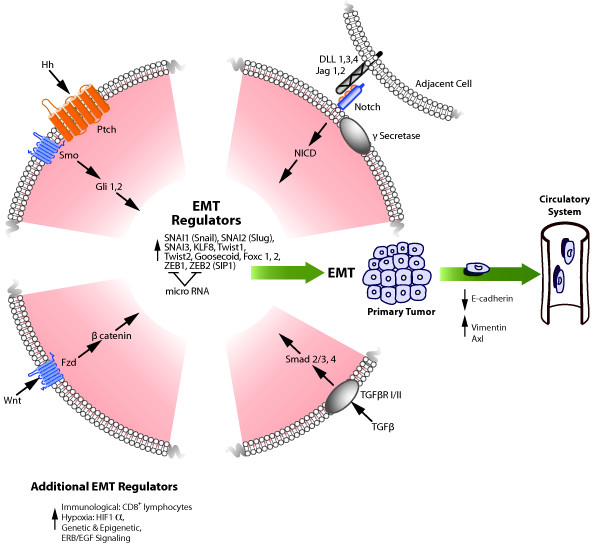 Hh
Ptch
Smo
Gli 1,2
DLL 1,3,4
Jag 1,2
Adjacent Cell
Notch
γ Secretase
NICD
EMT
Regulators
SNAI1 (Snail), SNAI2 (Slug),
SNAI3, KLF8, Twist1,
Twist2, Goosecoid, Foxc 1, 2,
ZEB1, ZEB2 (SIP1)
micro RNA
EMT
Primary Tumor
E-cadherin
Vimentin
Axl
Circulatory
System
β catenin
Fzd
Wnt
Smad 2/3, 4
TGFβR I/II
TGFβ
Additional EMT Regulators
Immunological: CD8⁺ lymphocytes
Hypoxia: HIF1 α,
Genetic & Epigenetic,
ERB/EGF Signaling